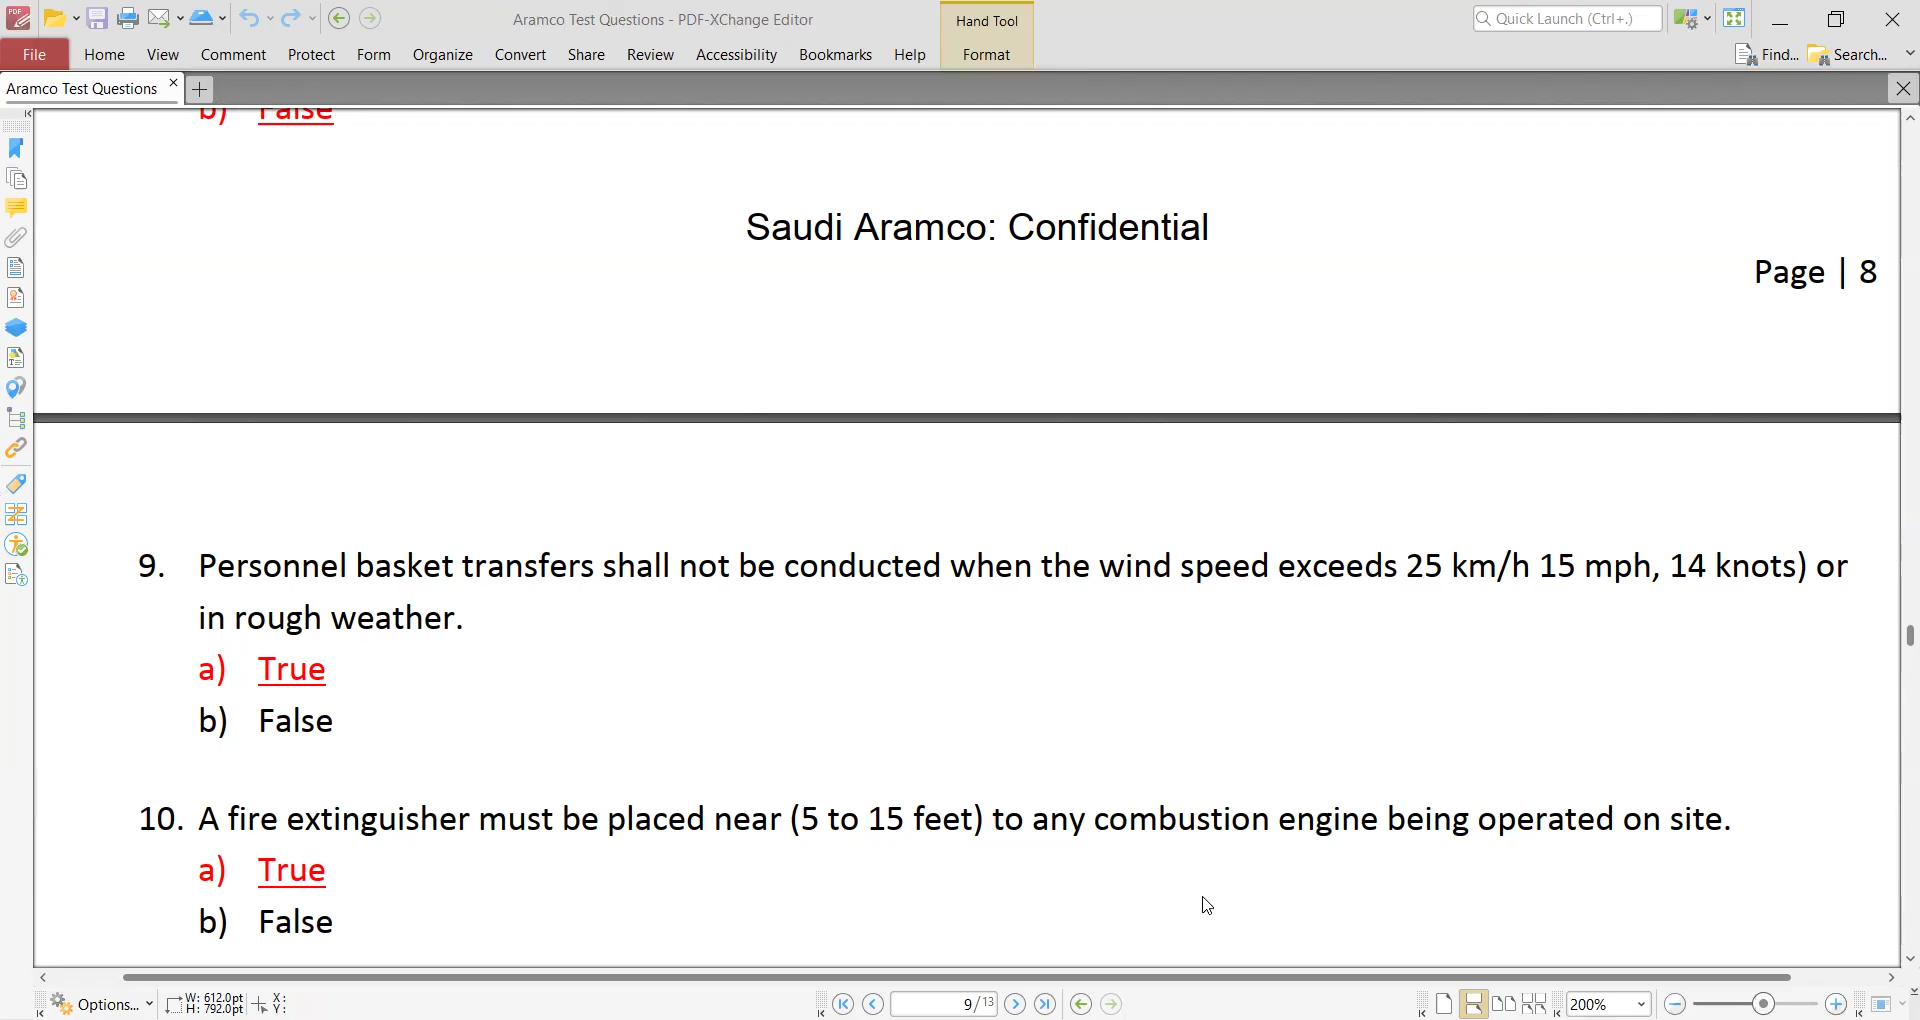 Aramco Test Questions - PDF-XChange Editor
Hand Tool
Quick Launch (Ctrl+.)
File Home View Comment Protect Form Organize Convert Share Review Accessibility Bookmarks Help Format
Find... Search...
Aramco Test Questions
b) False
Saudi Aramco: Confidential
Page | 8
9. Personnel basket transfers shall not be conducted when the wind speed exceeds 25 km/h 15 mph, 14 knots) or
in rough weather.
a) True
b) False
10. A fire extinguisher must be placed near (5 to 15 feet) to any combustion engine being operated on site.
a) True
b) False
Options...
W: 612.0pt
H: 792.0pt
X:
Y:
9/13
200%